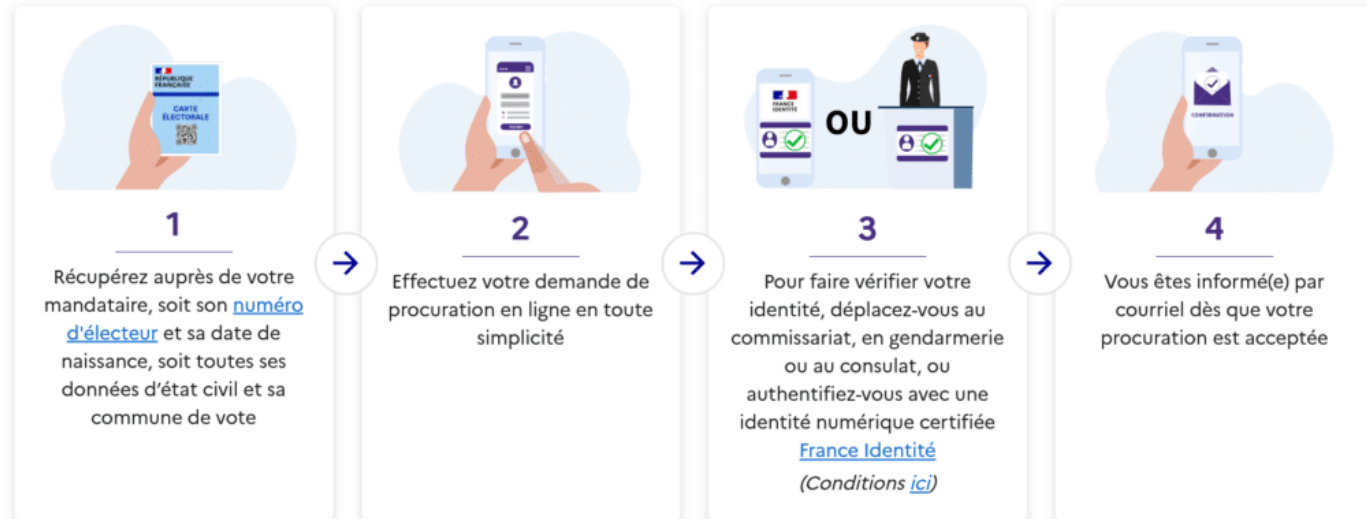 RÉPUBLIQUE
FRANÇAISE
CARTE
ÉLECTORALE
1
Récupérez auprès de votre
mandataire, soit son numéro
d'électeur et sa date de
naissance, soit toutes ses
données d'état civil et sa
commune de vote
2
Effectuez votre demande de
procuration en ligne en toute
simplicité
FRANCE
IDENTITÉ
OU
3
Pour faire vérifier votre
identité, déplacez-vous au
commissariat, en gendarmerie
ou au consulat, ou
authentifiez-vous avec une
identité numérique certifiée
France Identité
(Conditions ici)
CONFIRMATION
4
Vous êtes informé(e) par
courriel dès que votre
procuration est acceptée